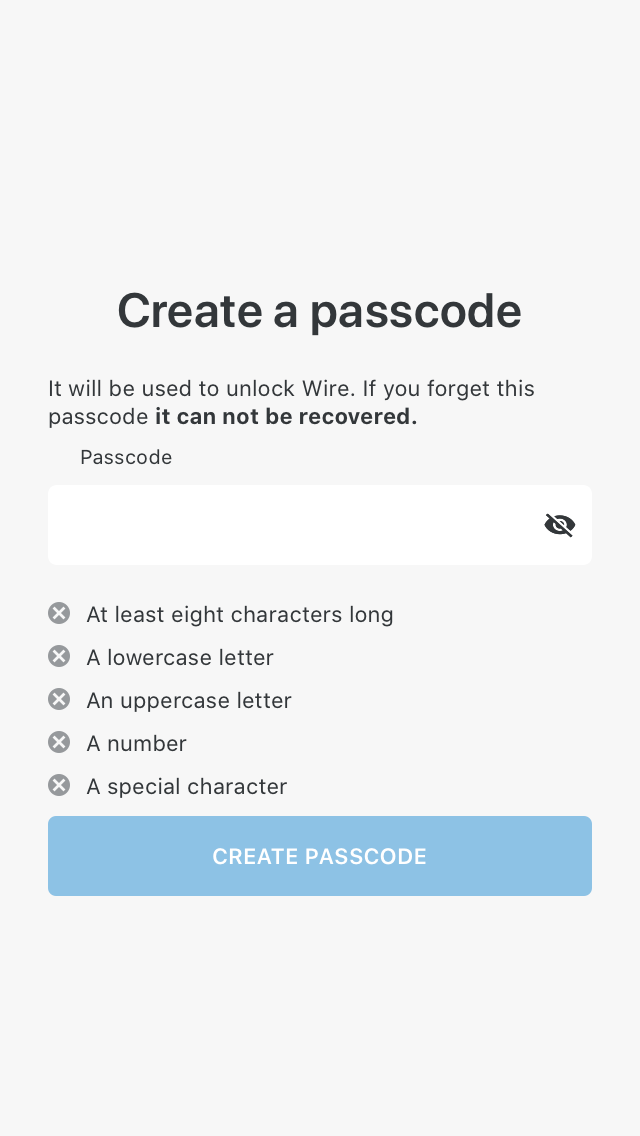 Create a passcode
It will be used to unlock Wire. If you forget this
passcode it can not be recovered.
Passcode
At least eight characters long
A lowercase letter
An uppercase letter
A number
A special character
CREATE PASSCODE